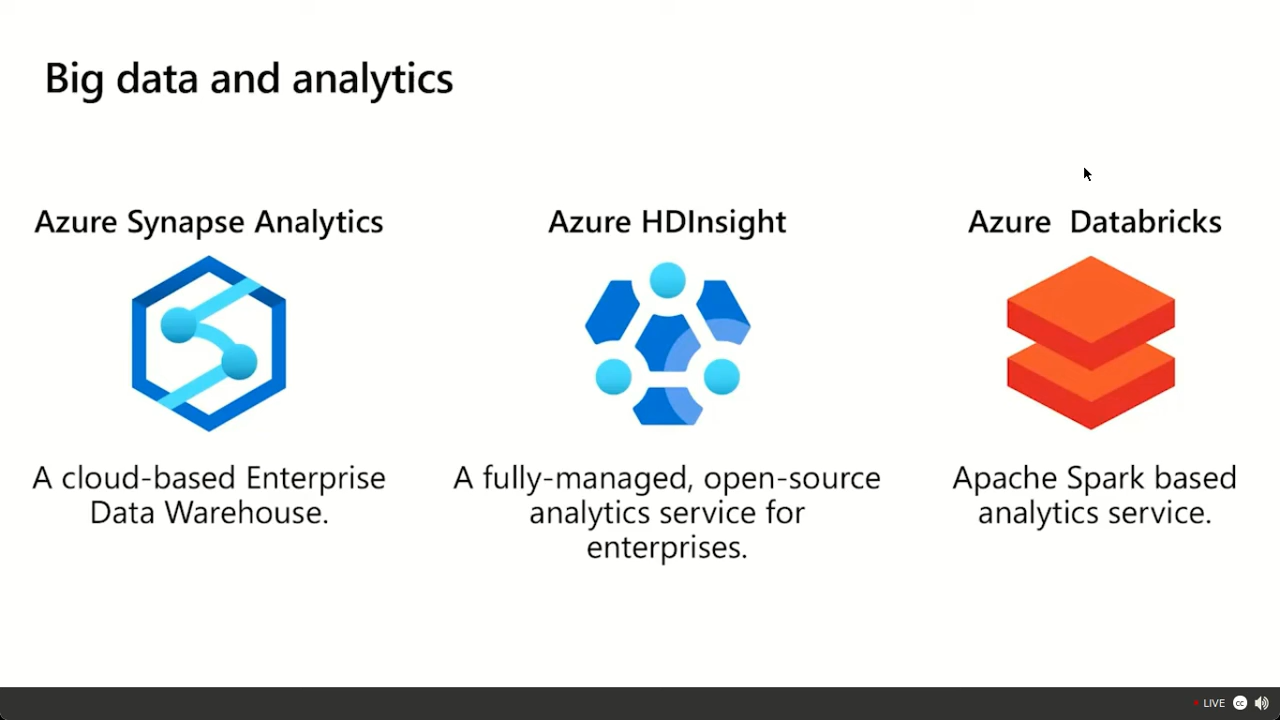 Big data and analytics
Azure Synapse Analytics
A cloud-based Enterprise
Data Warehouse.
Azure HDInsight
A fully-managed, open-source
analytics service for
enterprises.
Azure Databricks
Apache Spark based
analytics service.
LIVE
CC